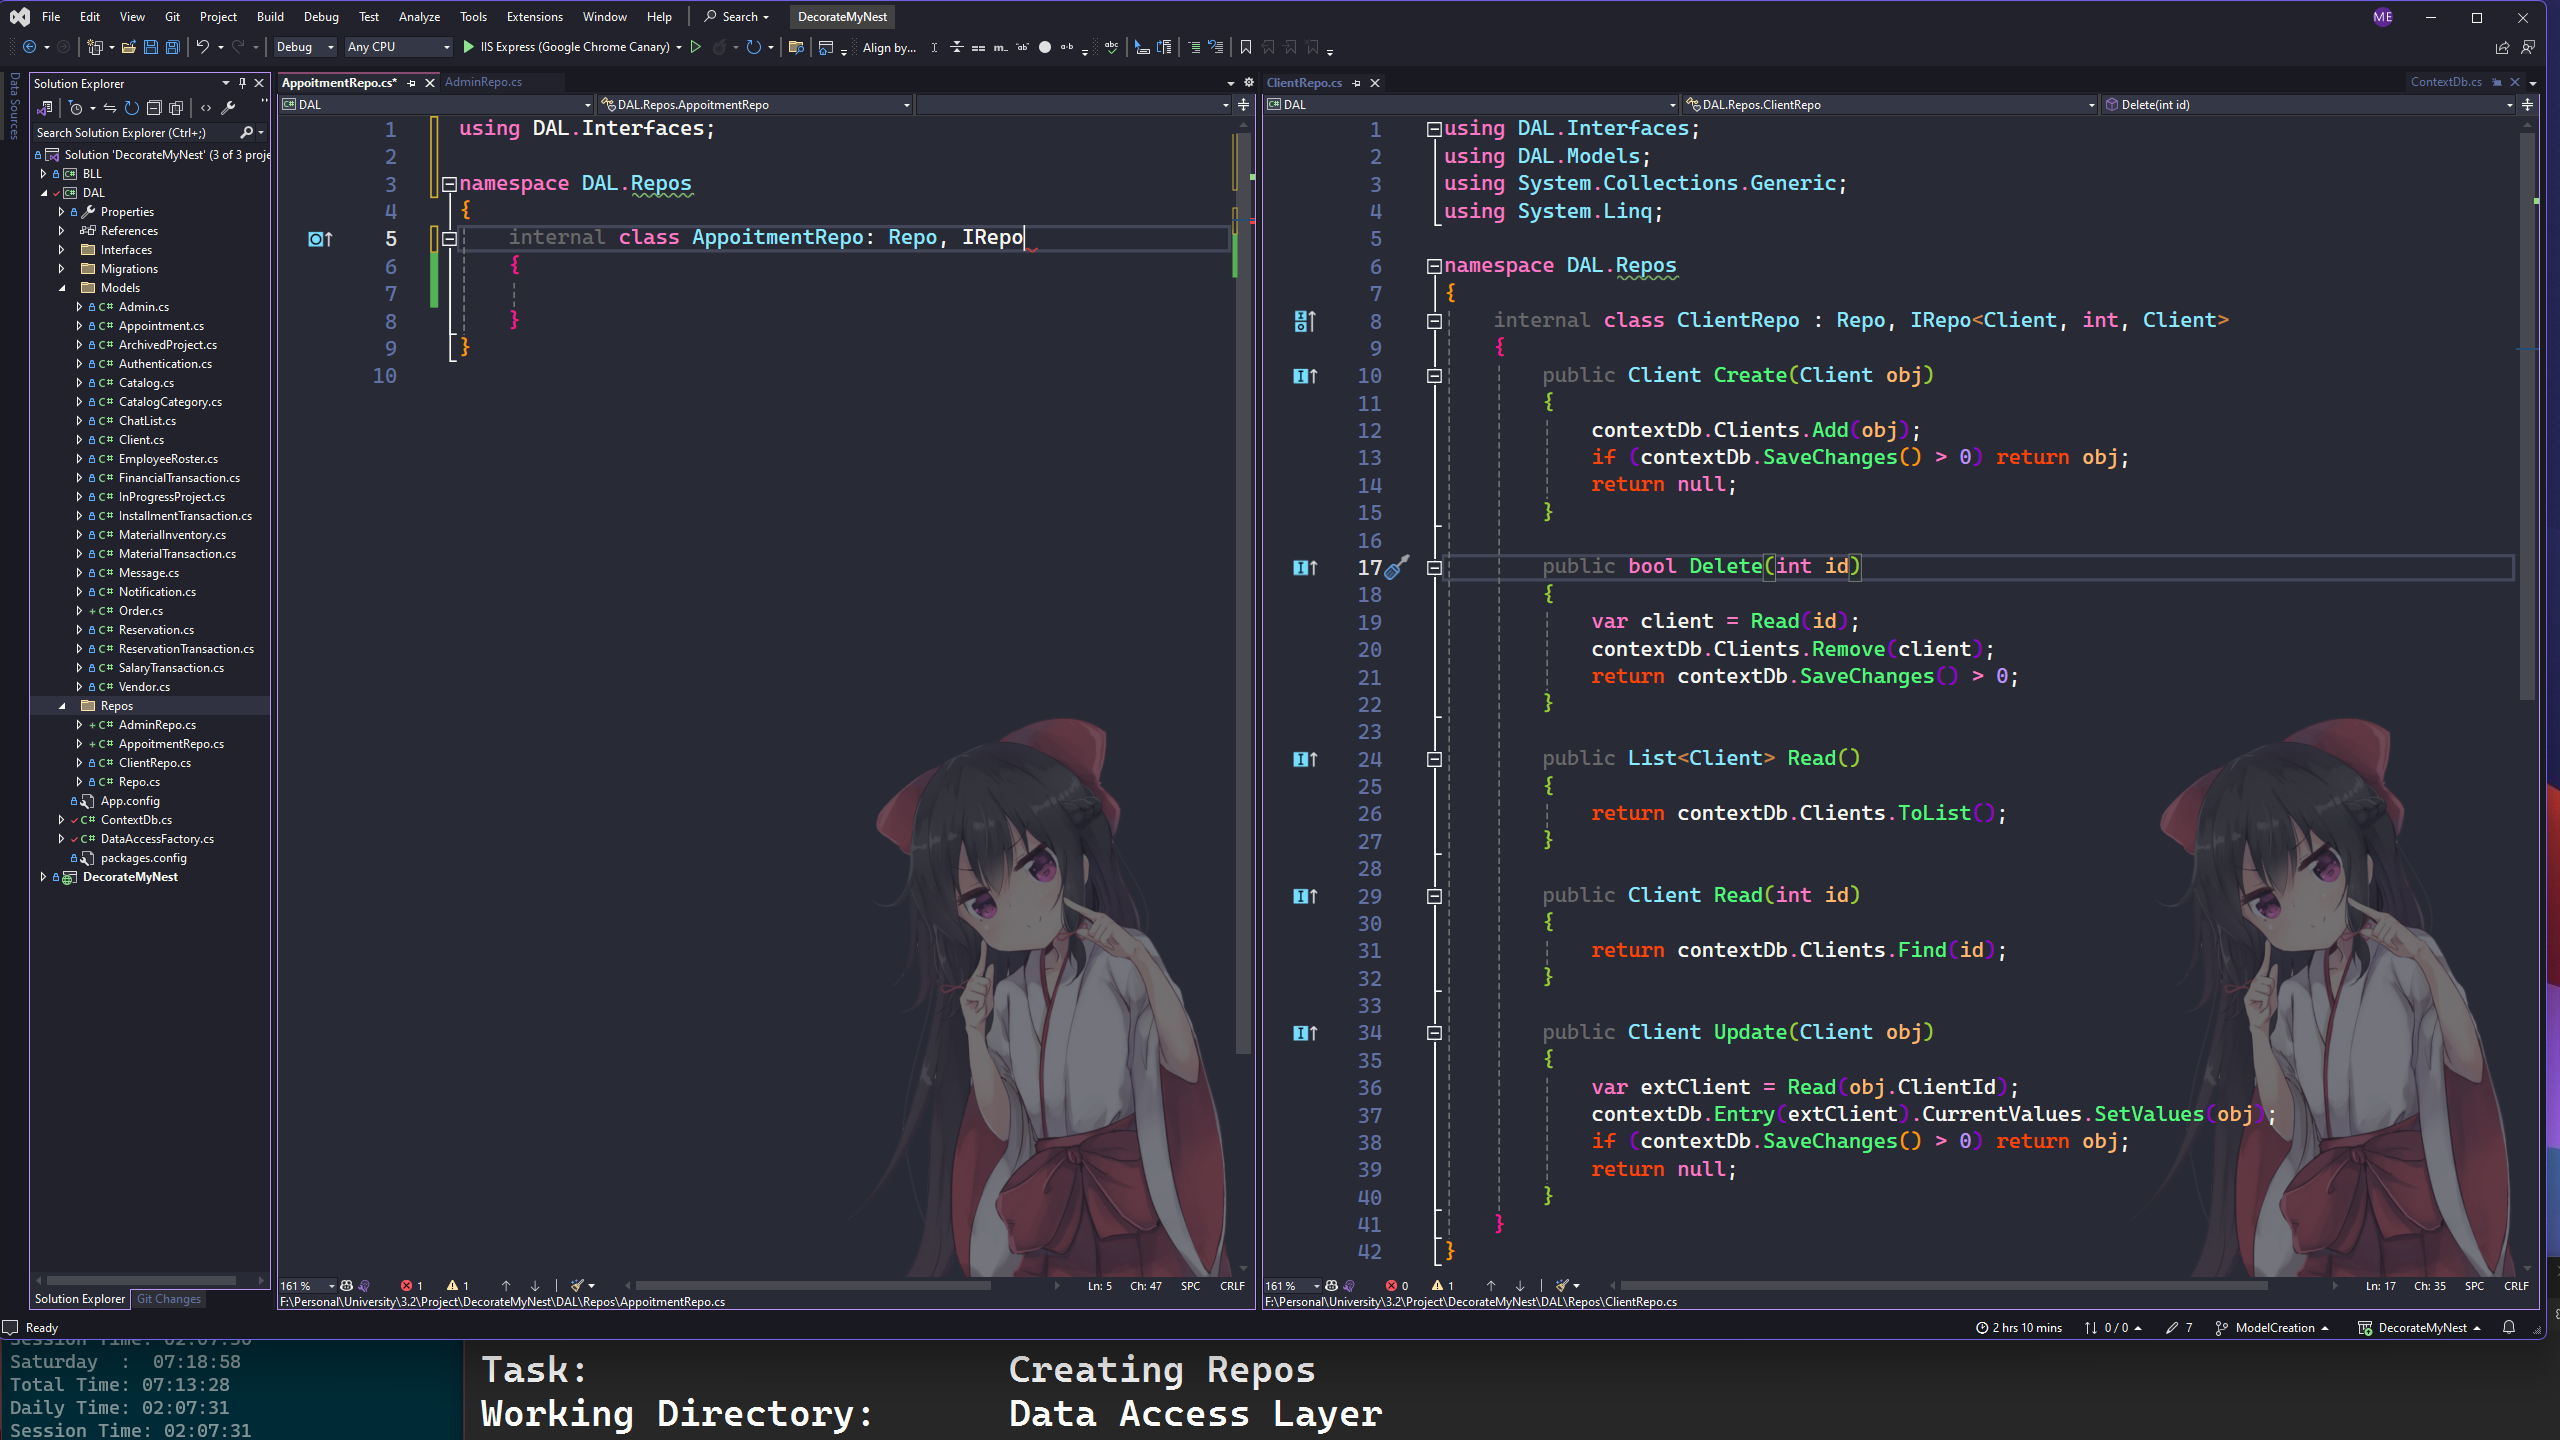 File Edit View Git Project Build Debug Test Analyze Tools Extensions Window Help Search DecorateMyNest ME
Debug Any CPU IIS Express (Google Chrome Canary) Align by...
Data Sources
Solution Explorer
Search Solution Explorer (Ctrl+;)
Solution 'DecorateMyNest' (3 of 3 proje
BLL
DAL
Properties
References
Interfaces
Migrations
Models
C# Admin.cs
C# Appointment.cs
C# ArchivedProject.cs
C# Authentication.cs
C# Catalog.cs
C# CatalogCategory.cs
C# ChatList.cs
C# Client.cs
C# EmployeeRoster.cs
C# FinancialTransaction.cs
C# InProgressProject.cs
C# InstallmentTransaction.cs
C# MaterialInventory.cs
C# MaterialTransaction.cs
C# Message.cs
C# Notification.cs
+ C# Order.cs
C# Reservation.cs
C# ReservationTransaction.cs
C# SalaryTransaction.cs
C# Vendor.cs
Repos
+ C# AdminRepo.cs
+ C# AppoitmentRepo.cs
C# ClientRepo.cs
C# Repo.cs
App.config
C# ContextDb.cs
C# DataAccessFactory.cs
packages.config
DecorateMyNest
Solution Explorer Git Changes
AppoitmentRepo.cs* AdminRepo.cs
DAL DAL.Repos.AppoitmentRepo
1 using DAL.Interfaces;
2
3 namespace DAL.Repos
4 {
5 internal class AppoitmentRepo: Repo, IRepo
6 {
7
8 }
9 }
10
161 % 1 1 Ln: 5 Ch: 47 SPC CRLF
F:\Personal\University\3.2\Project\DecorateMyNest\DAL\Repos\AppoitmentRepo.cs
ClientRepo.cs ContextDb.cs
DAL DAL.Repos.ClientRepo Delete(int id)
1 using DAL.Interfaces;
2 using DAL.Models;
3 using System.Collections.Generic;
4 using System.Linq;
5
6 namespace DAL.Repos
7 {
8 internal class ClientRepo : Repo, IRepo<Client, int, Client>
9 {
10 public Client Create(Client obj)
11 {
12 contextDb.Clients.Add(obj);
13 if (contextDb.SaveChanges() > 0) return obj;
14 return null;
15 }
16
17 public bool Delete(int id)
18 {
19 var client = Read(id);
20 contextDb.Clients.Remove(client);
21 return contextDb.SaveChanges() > 0;
22 }
23
24 public List<Client> Read()
25 {
26 return contextDb.Clients.ToList();
27 }
28
29 public Client Read(int id)
30 {
31 return contextDb.Clients.Find(id);
32 }
33
34 public Client Update(Client obj)
35 {
36 var extClient = Read(obj.ClientId);
37 contextDb.Entry(extClient).CurrentValues.SetValues(obj);
38 if (contextDb.SaveChanges() > 0) return obj;
39 return null;
40 }
41 }
42 }
161 % 0 1 Ln: 17 Ch: 35 SPC CRLF
F:\Personal\University\3.2\Project\DecorateMyNest\DAL\Repos\ClientRepo.cs
Ready 2 hrs 10 mins 0 / 0 7 ModelCreation DecorateMyNest
Session Time: 02:07:30
Saturday : 07:18:58
Total Time: 07:13:28
Daily Time: 02:07:31
Session Time: 02:07:31
Task: Creating Repos
Working Directory: Data Access Layer